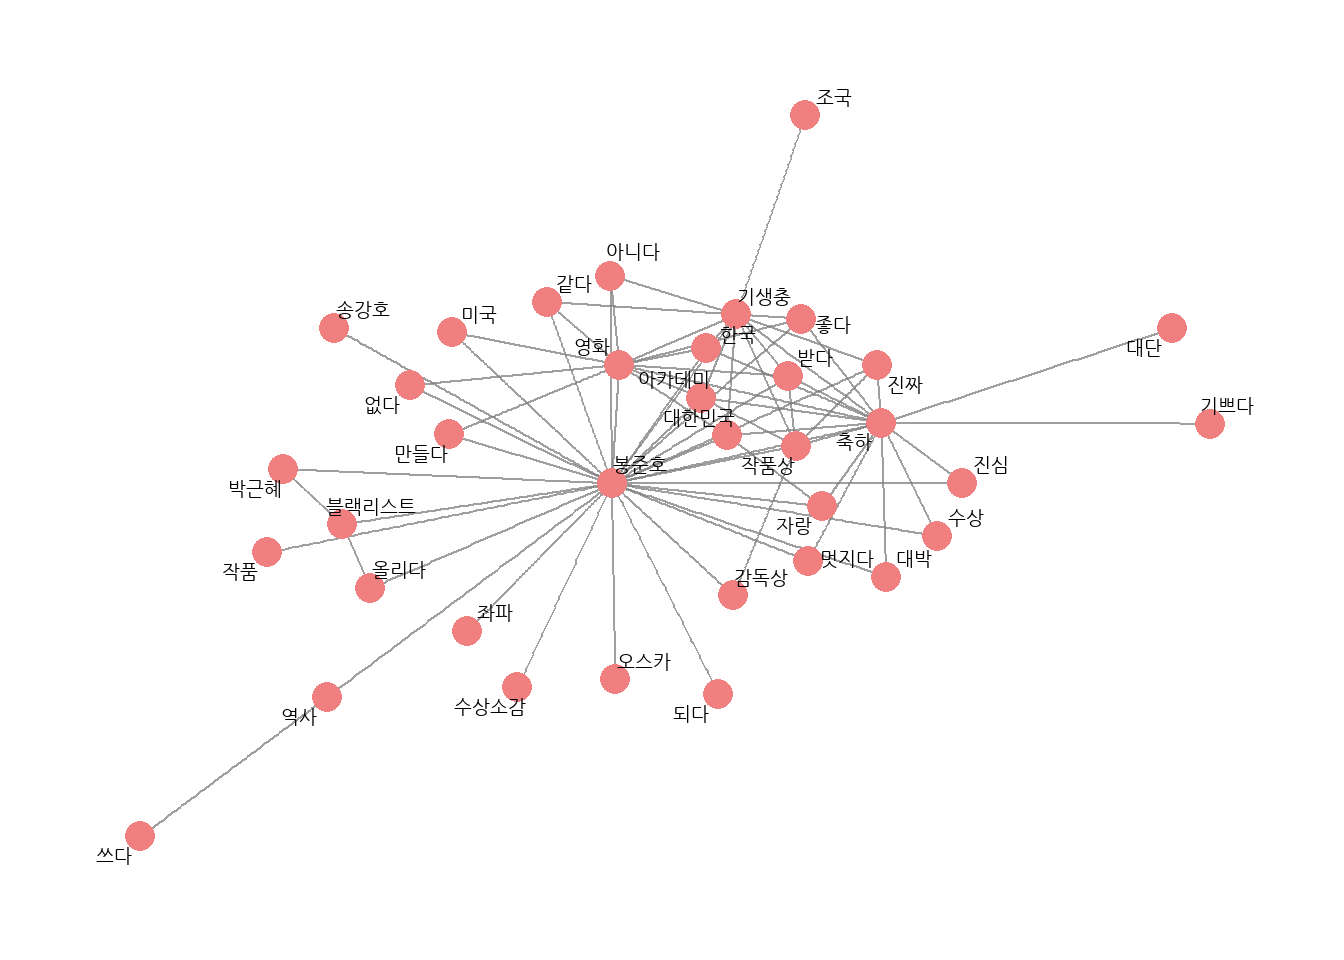 조국
아니다
같다
기생충
송강호
미국
좋다
한국
영화
대단
받다
아카데미
진짜
없다
기쁘다
대한민국
축하
만들다
봉준호
작품상
진심
박근혜
블랙리스트
수상
자랑
멋지다
대박
작품
올리다
감독상
좌파
오스카
수상소감
되다
역사
쓰다